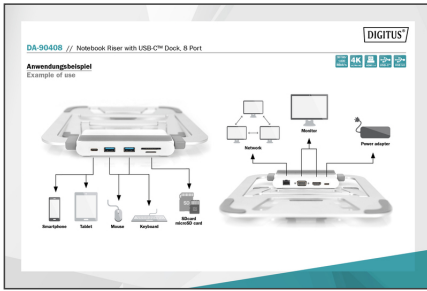 DIGITUS®
DA-90408 // Notebook Riser with USB-C™ Dock, 8 Port
Anwendungsbeispiel
Example of use
4K
Network
Monitor
Power adapter
Smartphone
Tablet
Mouse
Keyboard
SDcard
microSD card